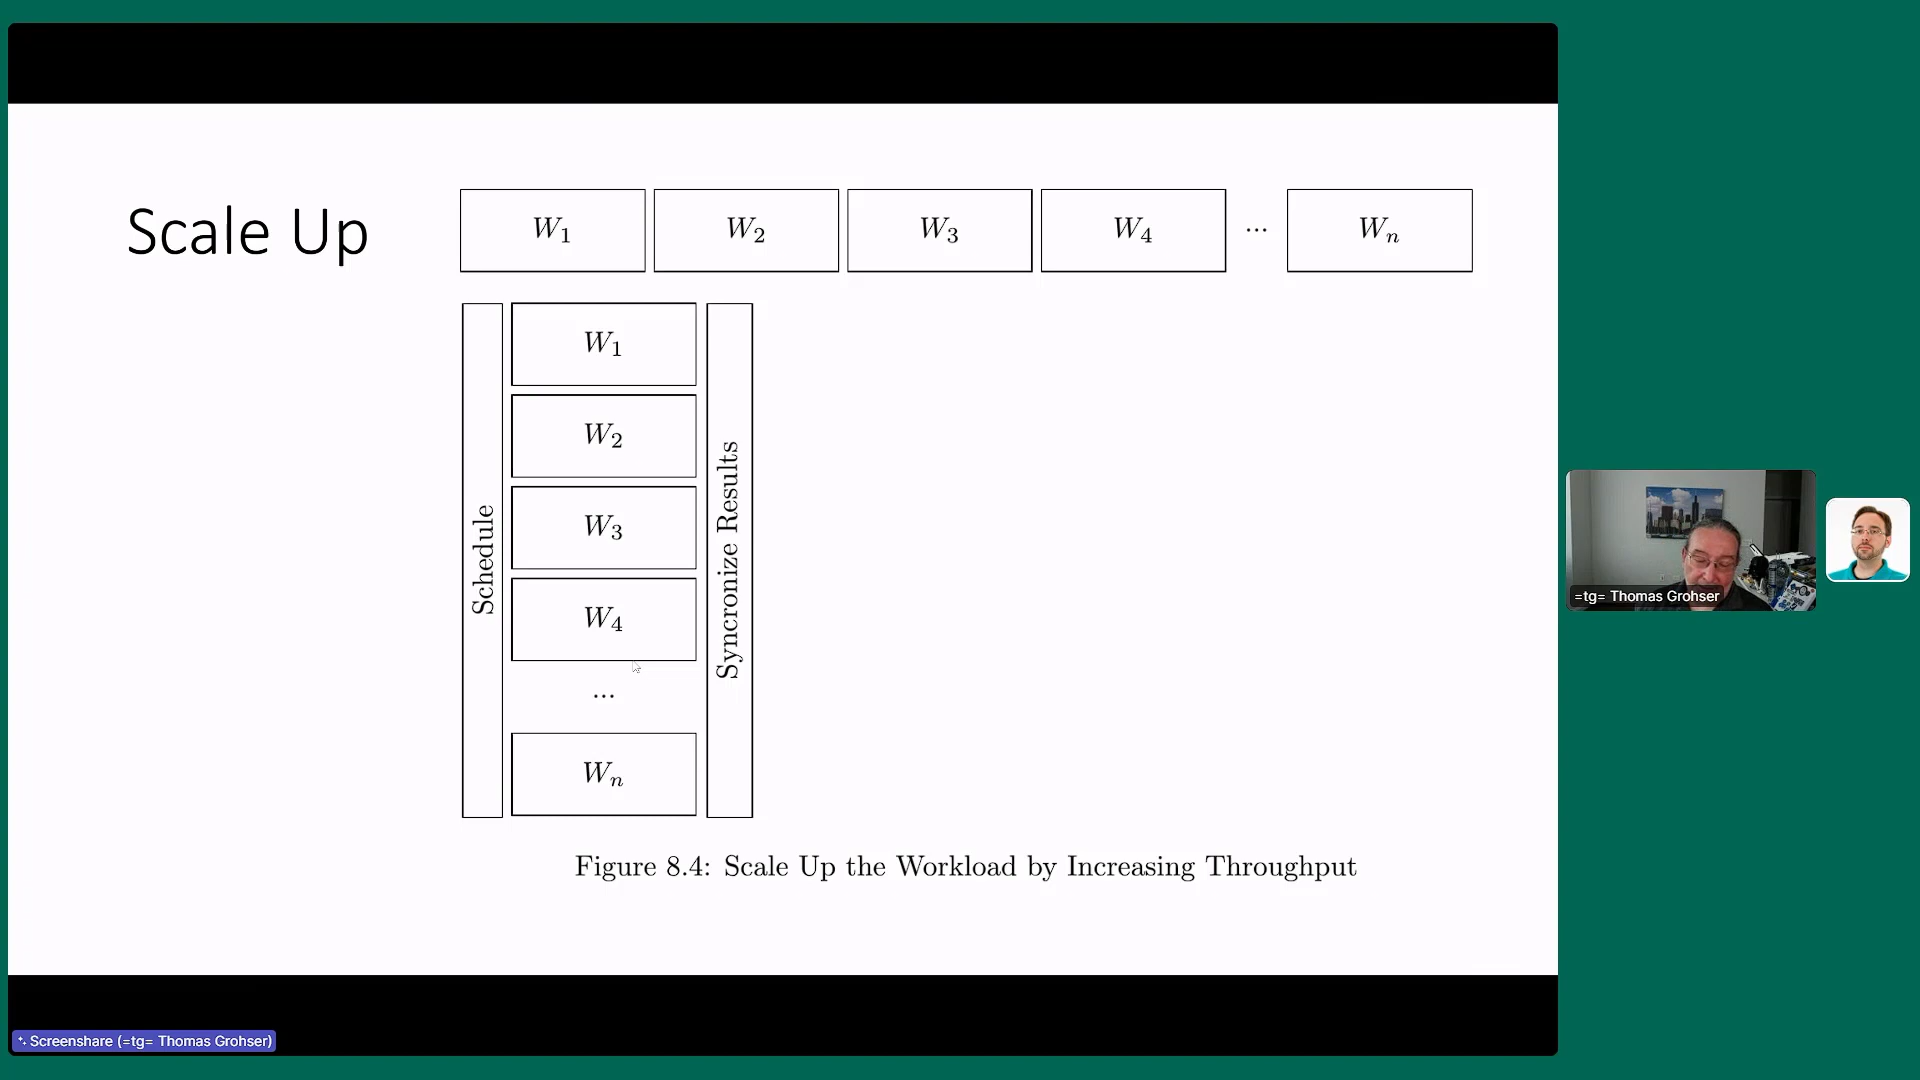 Scale Up
W1 W2 W3 W4 ... Wn
Schedule
W1
W2
W3
W4
...
Wn
Syncronize Results
Figure 8.4: Scale Up the Workload by Increasing Throughput
=tg= Thomas Grohser
Screenshare (=tg= Thomas Grohser)